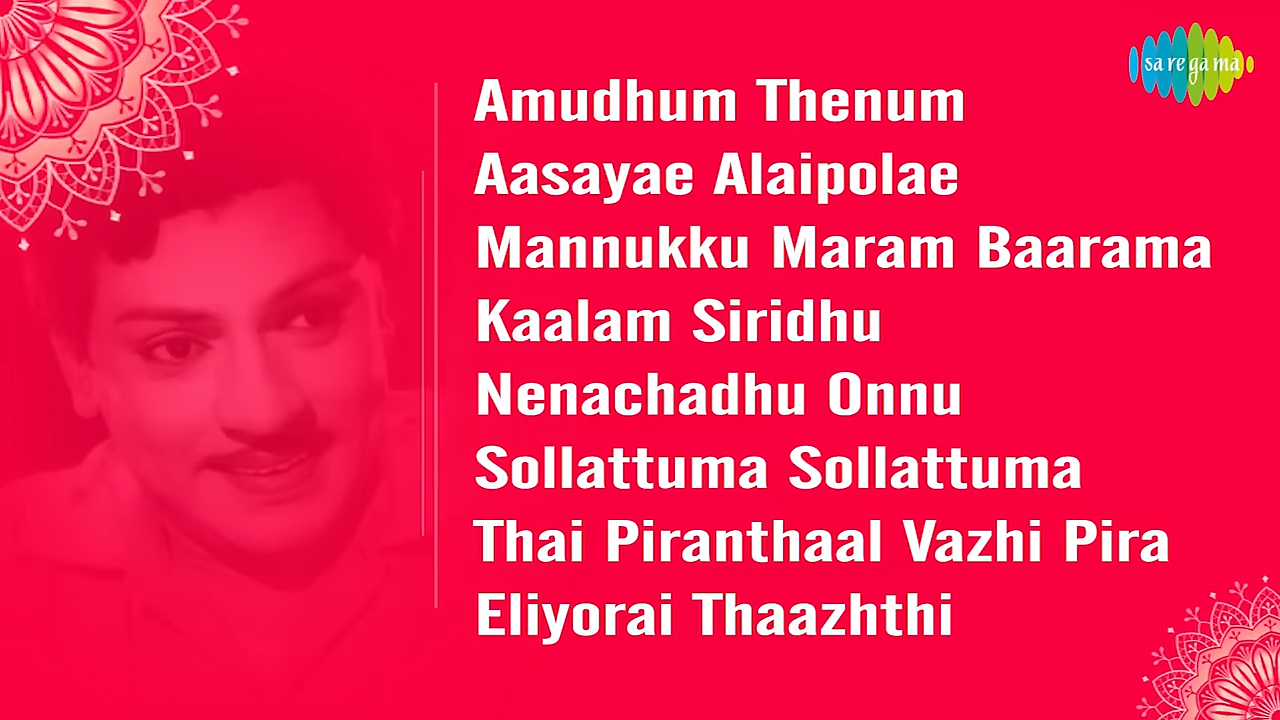 sa re ga ma
Amudhum Thenum
Aasayae Alaipolae
Mannukku Maram Baarama
Kaalam Siridhu
Nenachadhu Onnu
Sollattuma Sollattuma
Thai Piranthaal Vazhi Pira
Eliyorai Thaazhthi